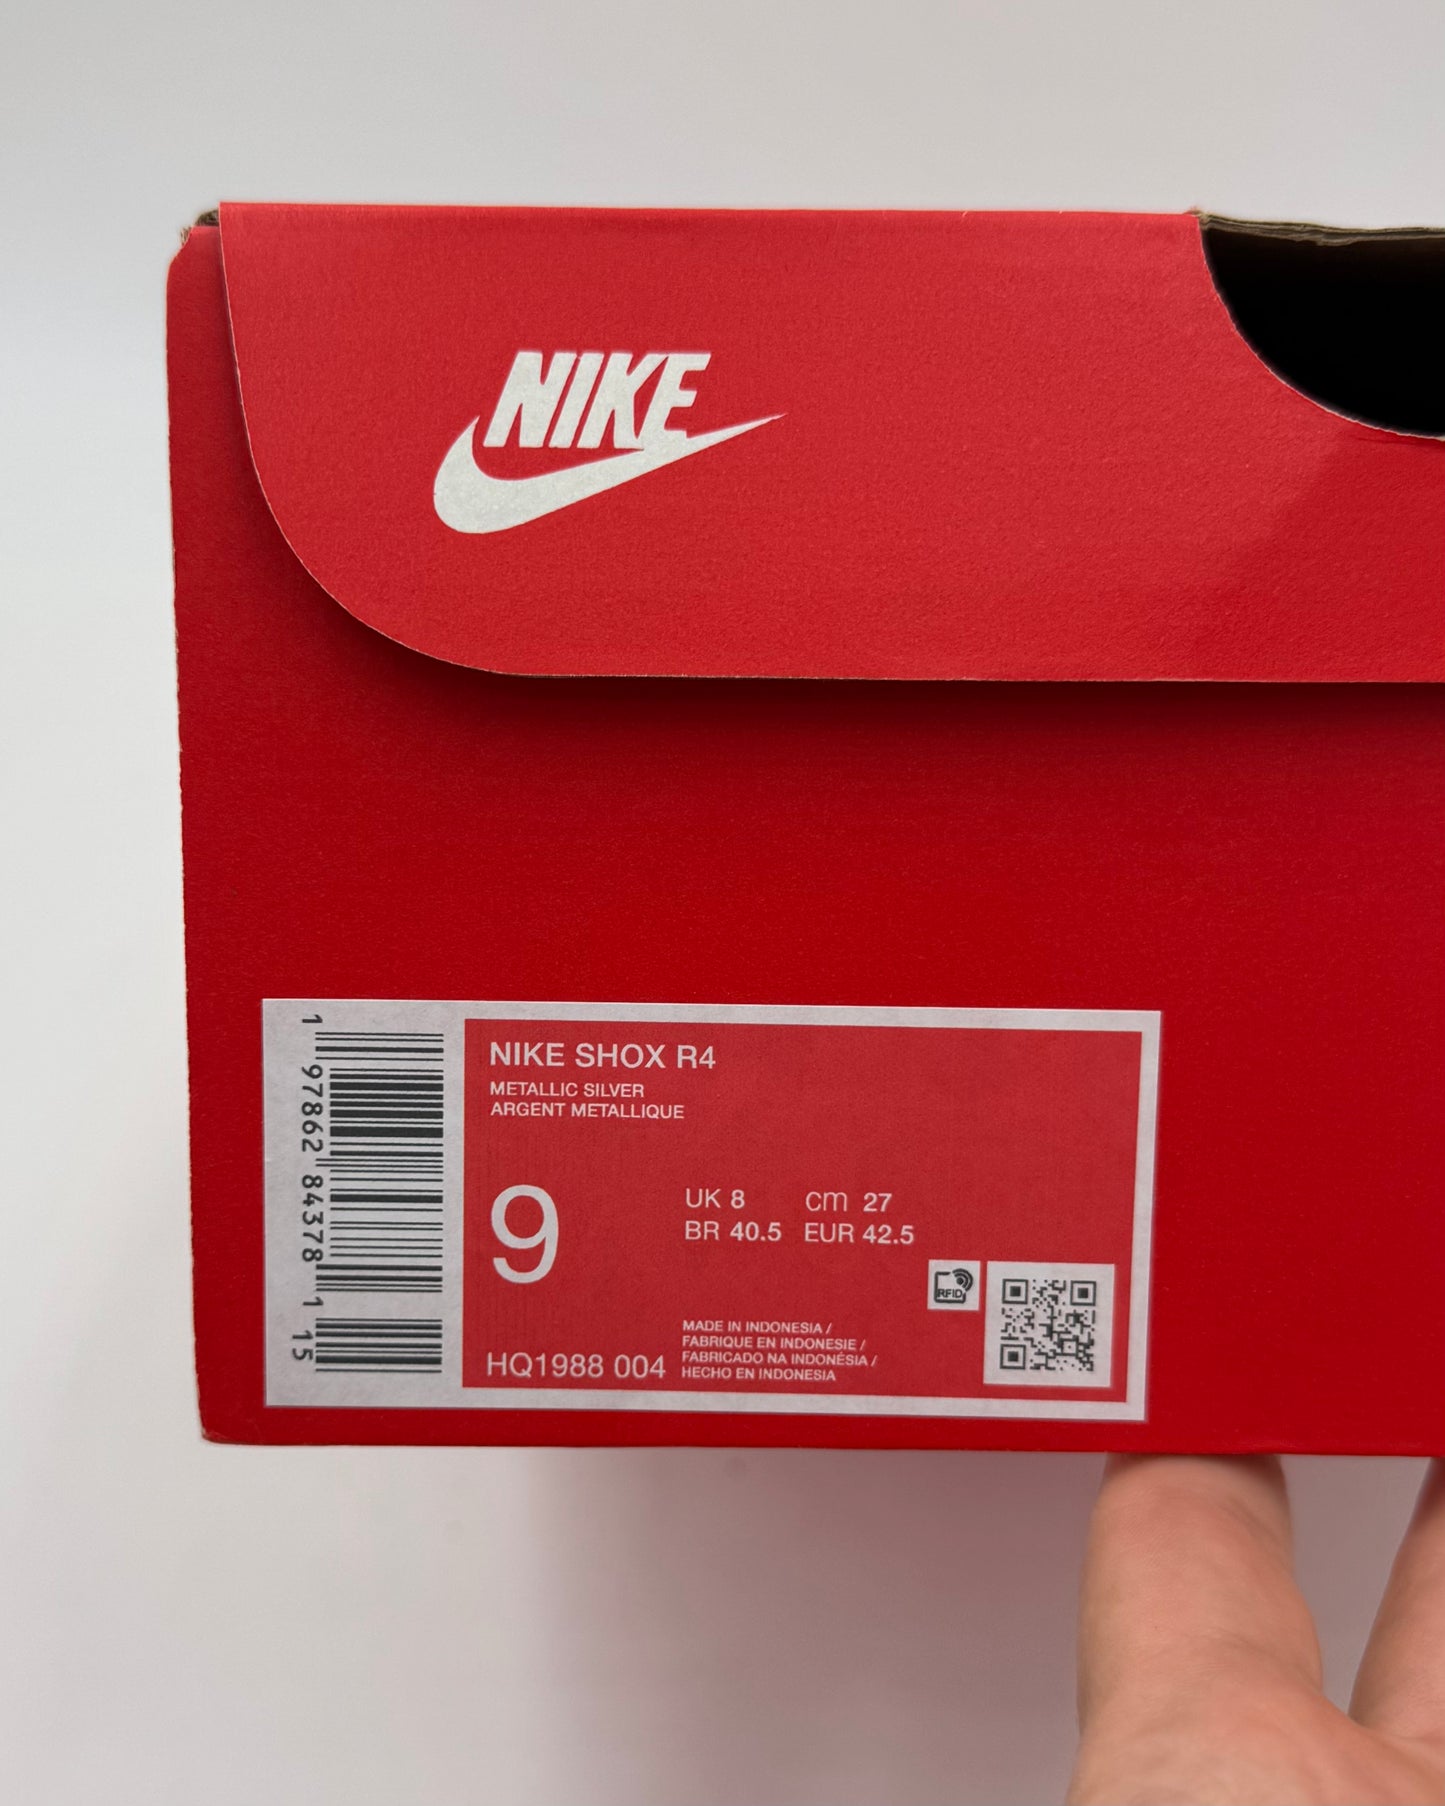 NIKE
NIKE SHOX R4
METALLIC SILVER
ARGENT METALLIQUE
9
UK 8 cm 27
BR 40.5 EUR 42.5
RFID
MADE IN INDONESIA /
FABRIQUE EN INDONESIE /
FABRICADO NA INDONÉSIA /
HECHO EN INDONESIA
HQ1988 004
1 97862 84378 1 15